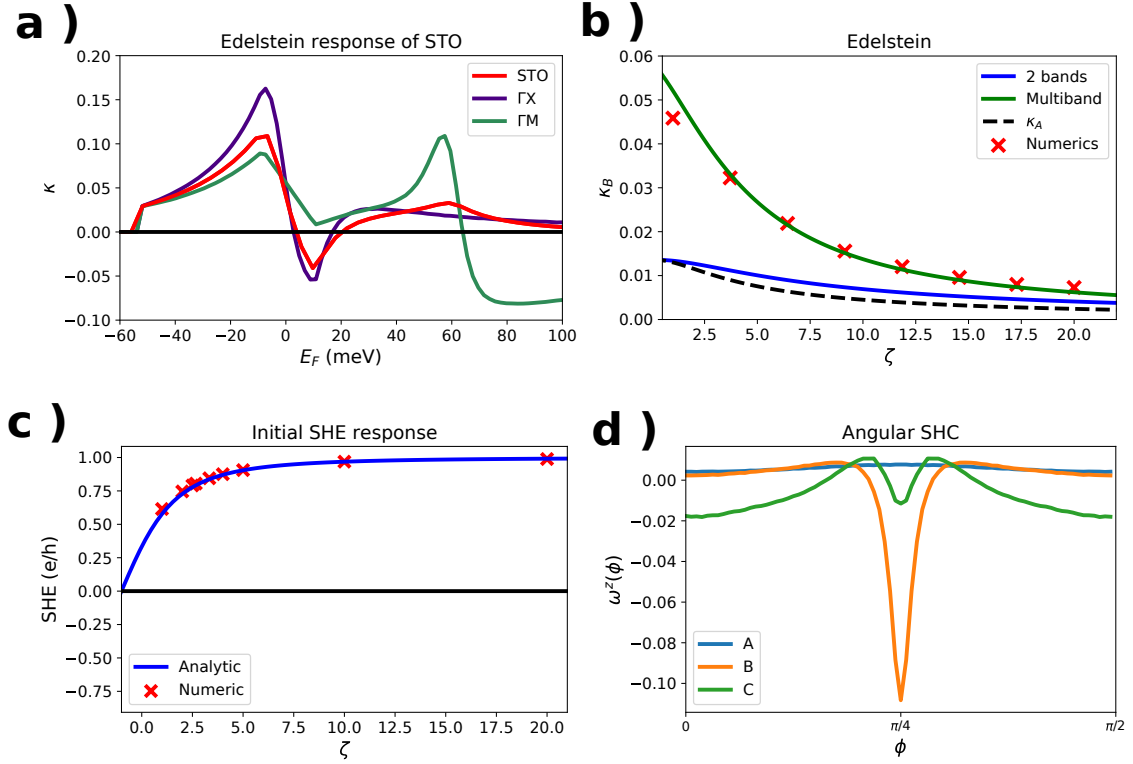 a )
Edelstein response of STO
0.20
0.15
0.10
0.05
0.00
−0.05
−0.10
κ
−60 −40 −20 0 20 40 60 80 100
E_F (meV)
STO
ΓX
ΓM
b )
Edelstein
0.06
0.05
0.04
0.03
0.02
0.01
0.00
κ_B
2.5 5.0 7.5 10.0 12.5 15.0 17.5 20.0
ζ
2 bands
Multiband
κ_A
Numerics
c )
Initial SHE response
1.00
0.75
0.50
0.25
0.00
−0.25
−0.50
−0.75
SHE (e/h)
0.0 2.5 5.0 7.5 10.0 12.5 15.0 17.5 20.0
ζ
Analytic
Numeric
d )
Angular SHC
0.00
−0.02
−0.04
−0.06
−0.08
−0.10
ω^z(ϕ)
0 π/4 π/2
ϕ
A
B
C